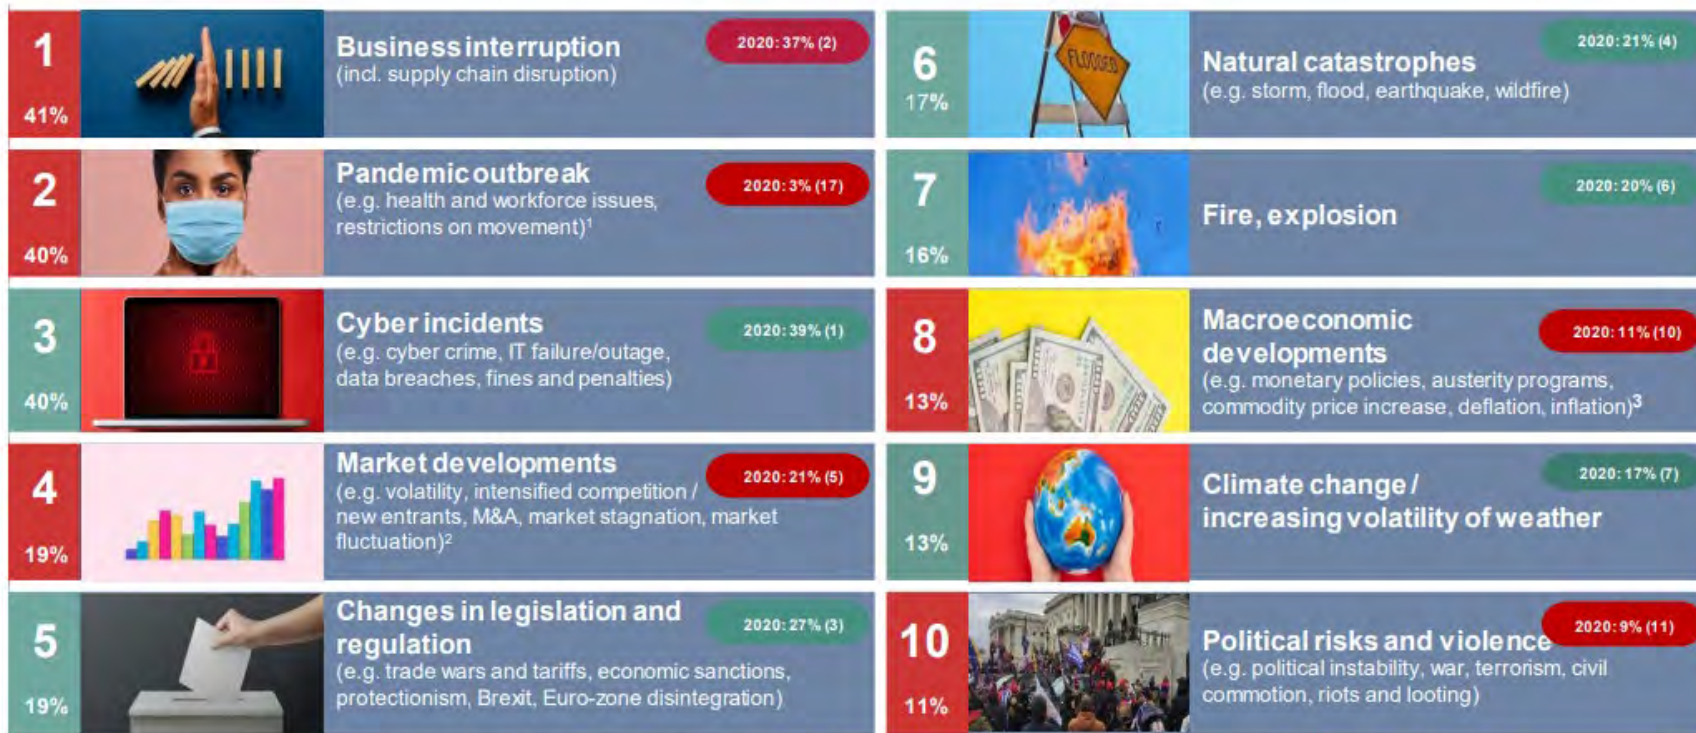 1
41%
Business interruption
(incl. supply chain disruption)
2020: 37% (2)
2
40%
Pandemic outbreak
(e.g. health and workforce issues,
restrictions on movement)¹
2020: 3% (17)
3
40%
Cyber incidents
(e.g. cyber crime, IT failure/outage,
data breaches, fines and penalties)
2020: 39% (1)
4
19%
Market developments
(e.g. volatility, intensified competition /
new entrants, M&A, market stagnation, market
fluctuation)²
2020: 21% (5)
5
19%
Changes in legislation and
regulation
(e.g. trade wars and tariffs, economic sanctions,
protectionism, Brexit, Euro-zone disintegration)
2020: 27% (3)
6
17%
FLOODED
Natural catastrophes
(e.g. storm, flood, earthquake, wildfire)
2020: 21% (4)
7
16%
Fire, explosion
2020: 20% (6)
8
13%
Macroeconomic
developments
(e.g. monetary policies, austerity programs,
commodity price increase, deflation, inflation)³
2020: 11% (10)
9
13%
Climate change /
increasing volatility of weather
2020: 17% (7)
10
11%
Political risks and violence
(e.g. political instability, war, terrorism, civil
commotion, riots and looting)
2020: 9% (11)